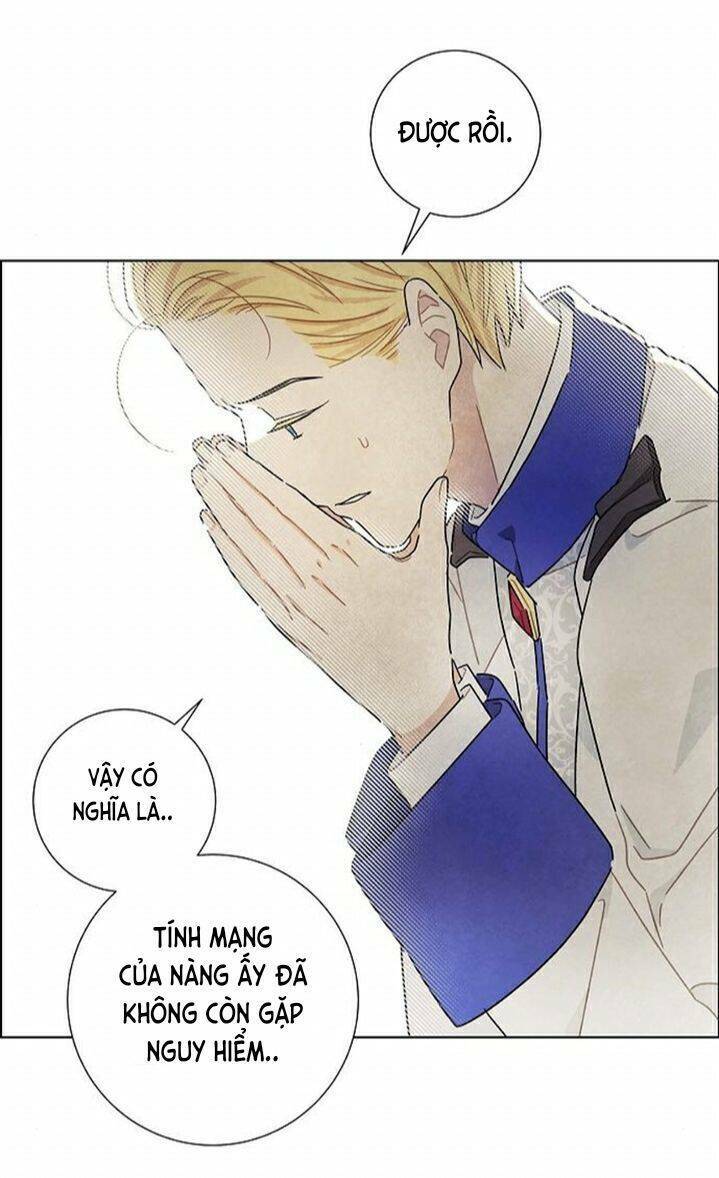 ĐƯỢC RỒI.
VẬY CÓ
NGHĨA LÀ..
TÍNH MẠNG
CỦA NÀNG ẤY ĐÃ
KHÔNG CÒN GẶP
NGUY HIỂM..